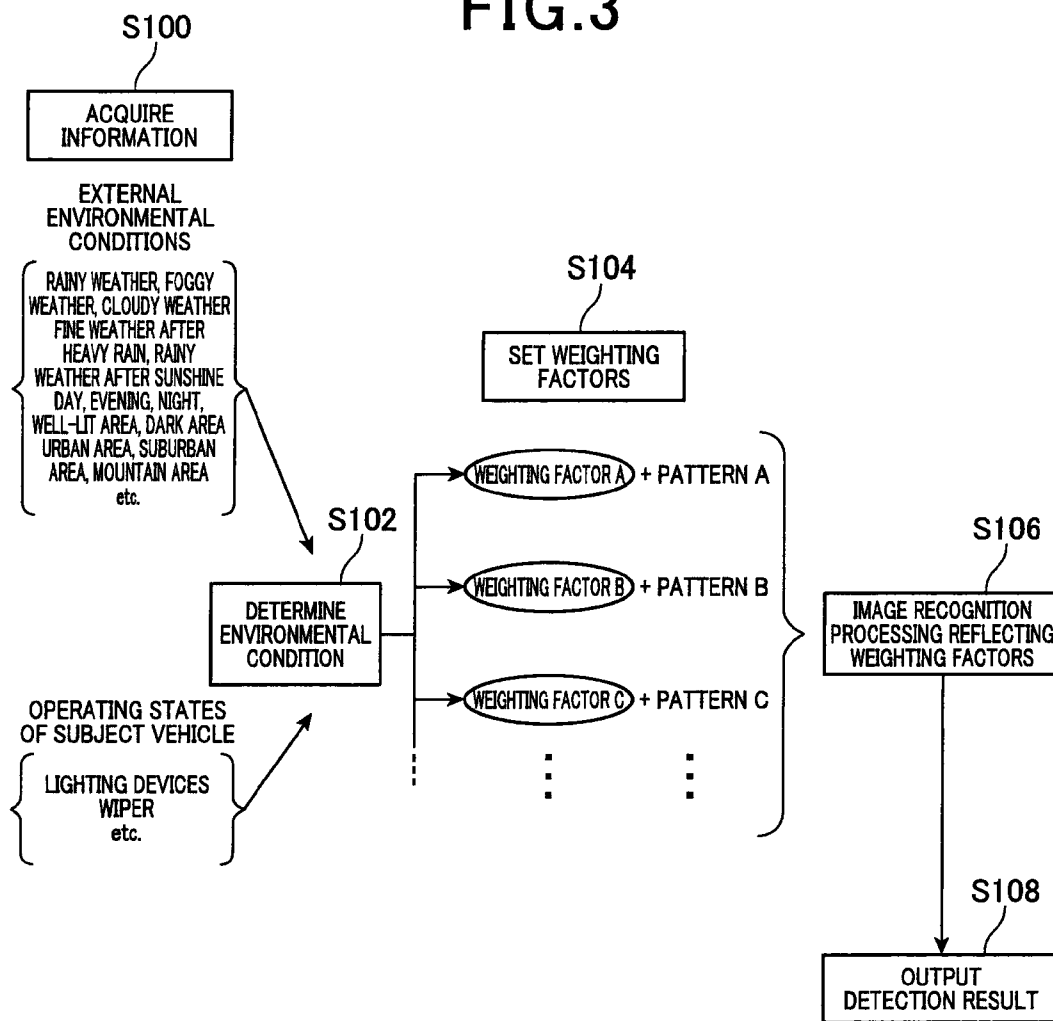 FIG.3
S100
ACQUIRE
INFORMATION
EXTERNAL
ENVIRONMENTAL
CONDITIONS
RAINY WEATHER, FOGGY
WEATHER, CLOUDY WEATHER
FINE WEATHER AFTER
HEAVY RAIN, RAINY
WEATHER AFTER SUNSHINE
DAY, EVENING, NIGHT,
WELL-LIT AREA, DARK AREA
URBAN AREA, SUBURBAN
AREA, MOUNTAIN AREA
etc.
S102
DETERMINE
ENVIRONMENTAL
CONDITION
OPERATING STATES
OF SUBJECT VEHICLE
LIGHTING DEVICES
WIPER
etc.
S104
SET WEIGHTING
FACTORS
WEIGHTING FACTOR A + PATTERN A
WEIGHTING FACTOR B + PATTERN B
WEIGHTING FACTOR C + PATTERN C
S106
IMAGE RECOGNITION
PROCESSING REFLECTING
WEIGHTING FACTORS
S108
OUTPUT
DETECTION RESULT